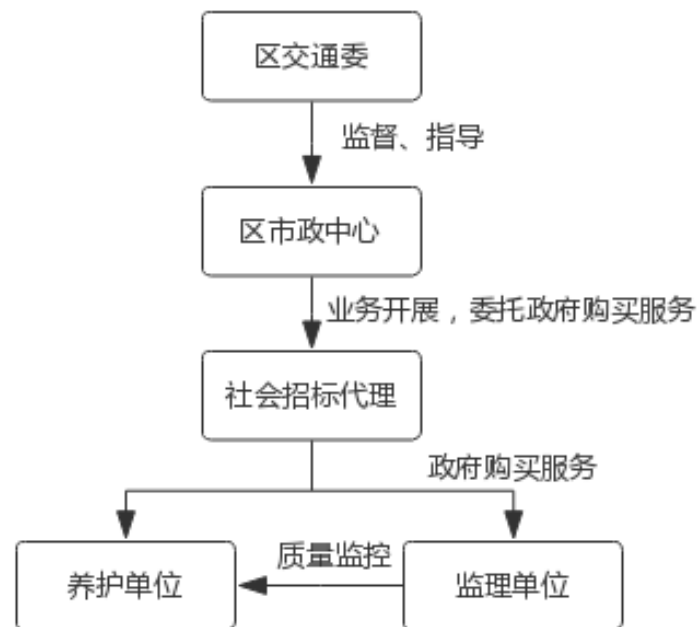 区交通委
监督、指导
区市政中心
业务开展，委托政府购买服务
社会招标代理
政府购买服务
质量监控
养护单位
监理单位